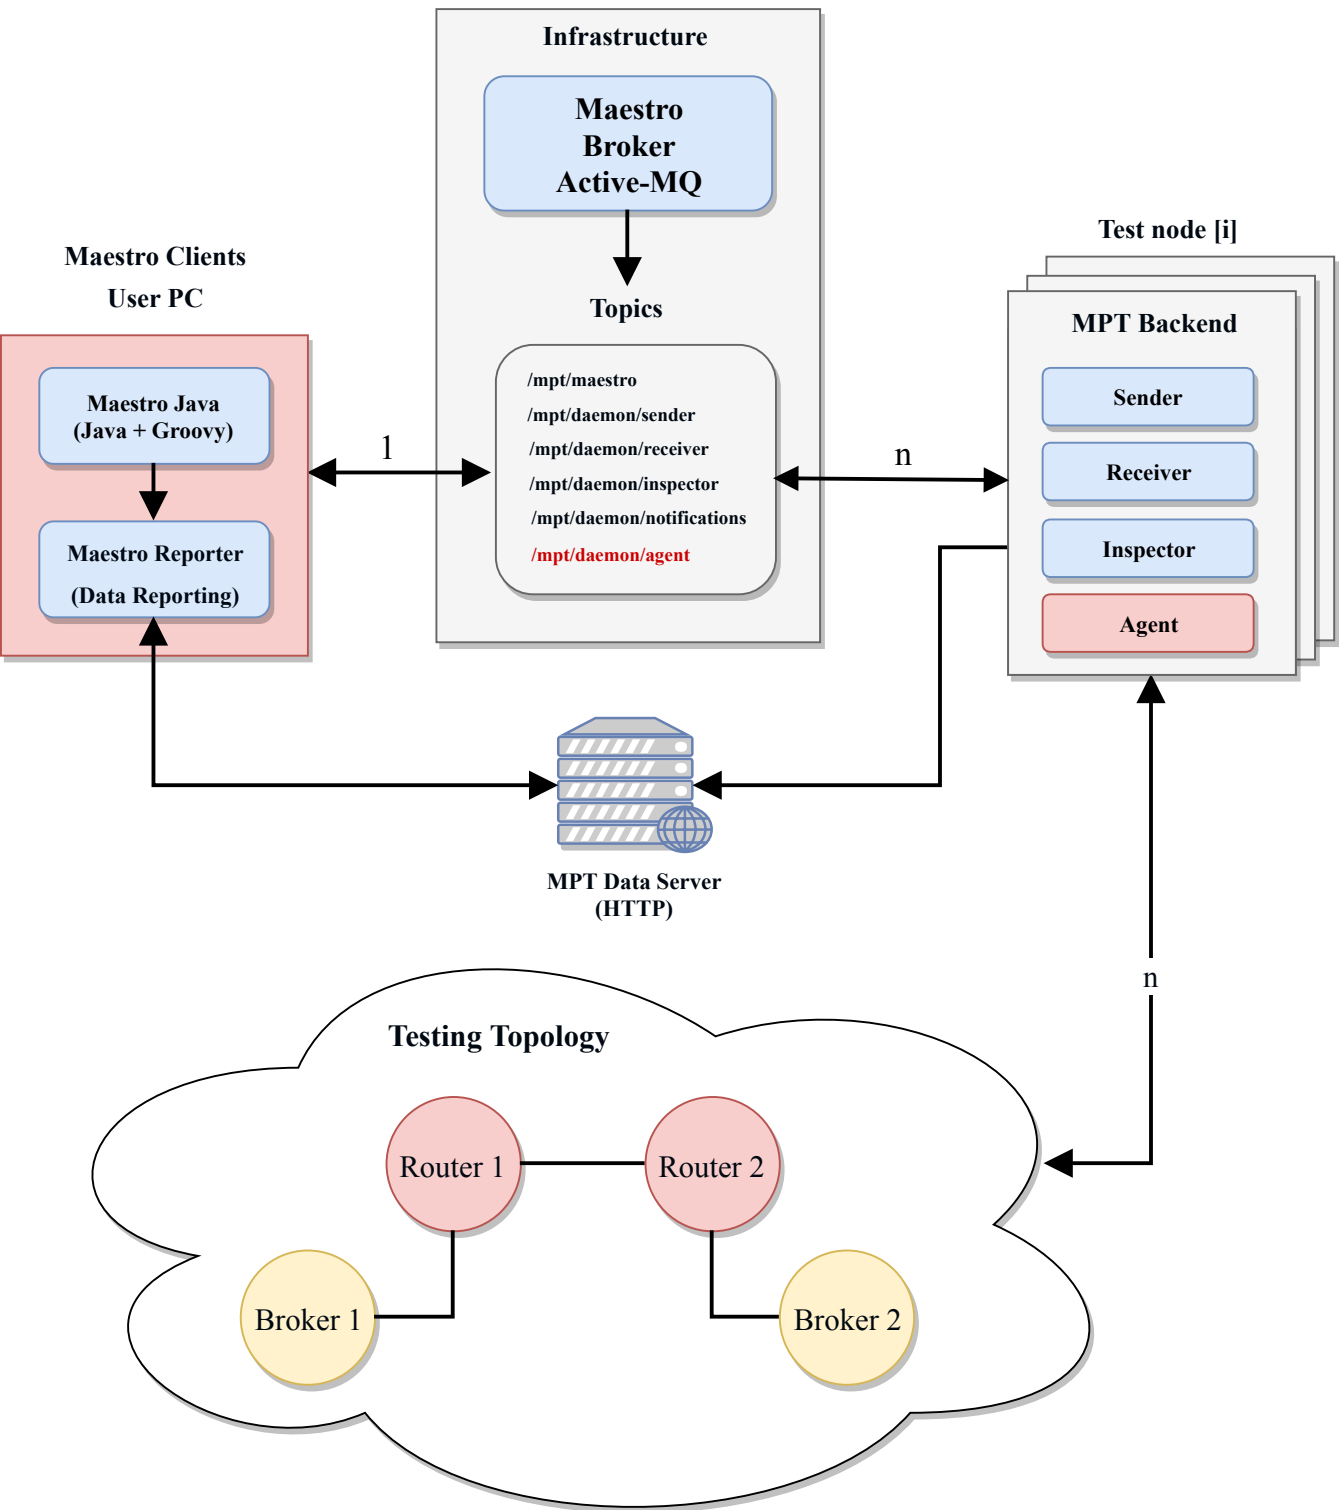 Infrastructure
Maestro
Broker
Active-MQ
Topics
/mpt/maestro
/mpt/daemon/sender
/mpt/daemon/receiver
/mpt/daemon/inspector
/mpt/daemon/notifications
/mpt/daemon/agent
Maestro Clients
User PC
Maestro Java
(Java + Groovy)
Maestro Reporter
(Data Reporting)
1
n
Test node [i]
MPT Backend
Sender
Receiver
Inspector
Agent
MPT Data Server
(HTTP)
n
Testing Topology
Router 1
Router 2
Broker 1
Broker 2